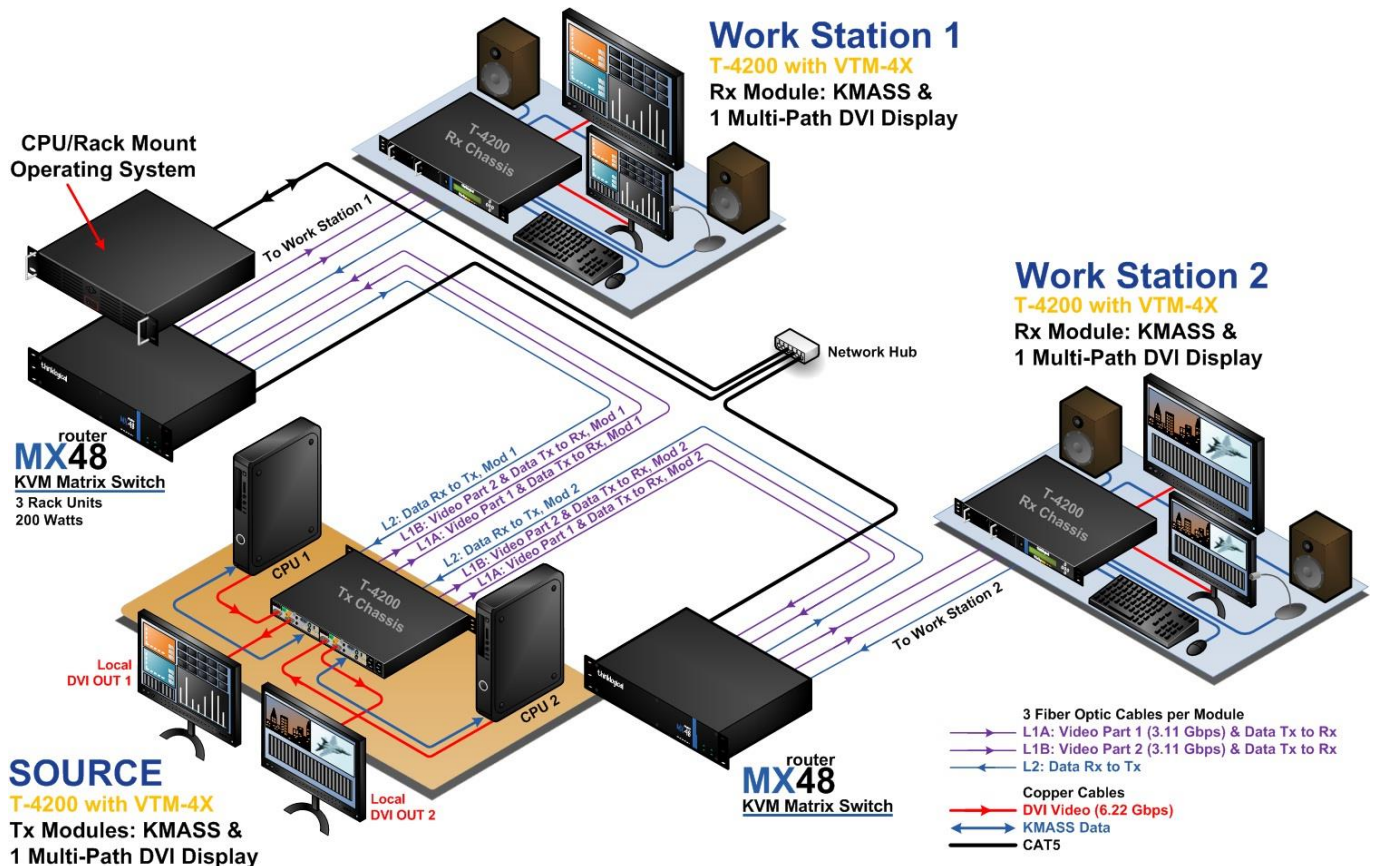 Work Station 1
T-4200 with VTM-4X
Rx Module: KMASS &
1 Multi-Path DVI Display
T-4200
Rx Chassis
CPU/Rack Mount
Operating System
To Work Station 1
Work Station 2
T-4200 with VTM-4X
Rx Module: KMASS &
1 Multi-Path DVI Display
Network Hub
thinklogical
MX48
router
MX48
KVM Matrix Switch
3 Rack Units
200 Watts
L2: Data Rx to Tx, Mod 1
L1B: Video Part 2 & Data Tx to Rx, Mod 1
L1A: Video Part 1 & Data Tx to Rx, Mod 1
L2: Data Rx to Tx, Mod 2
L1B: Video Part 2 & Data Tx to Rx, Mod 2
L1A: Video Part 1 & Data Tx to Rx, Mod 2
T-4200
Rx Chassis
CPU 1
T-4200
Tx Chassis
To Work Station 2
Local
DVI OUT 1
CPU 2
thinklogical
MX48
Local
DVI OUT 2
router
MX48
KVM Matrix Switch
SOURCE
T-4200 with VTM-4X
Tx Modules: KMASS &
1 Multi-Path DVI Display
3 Fiber Optic Cables per Module
L1A: Video Part 1 (3.11 Gbps) & Data Tx to Rx
L1B: Video Part 2 (3.11 Gbps) & Data Tx to Rx
L2: Data Rx to Tx
Copper Cables
DVI Video (6.22 Gbps)
KMASS Data
CAT5